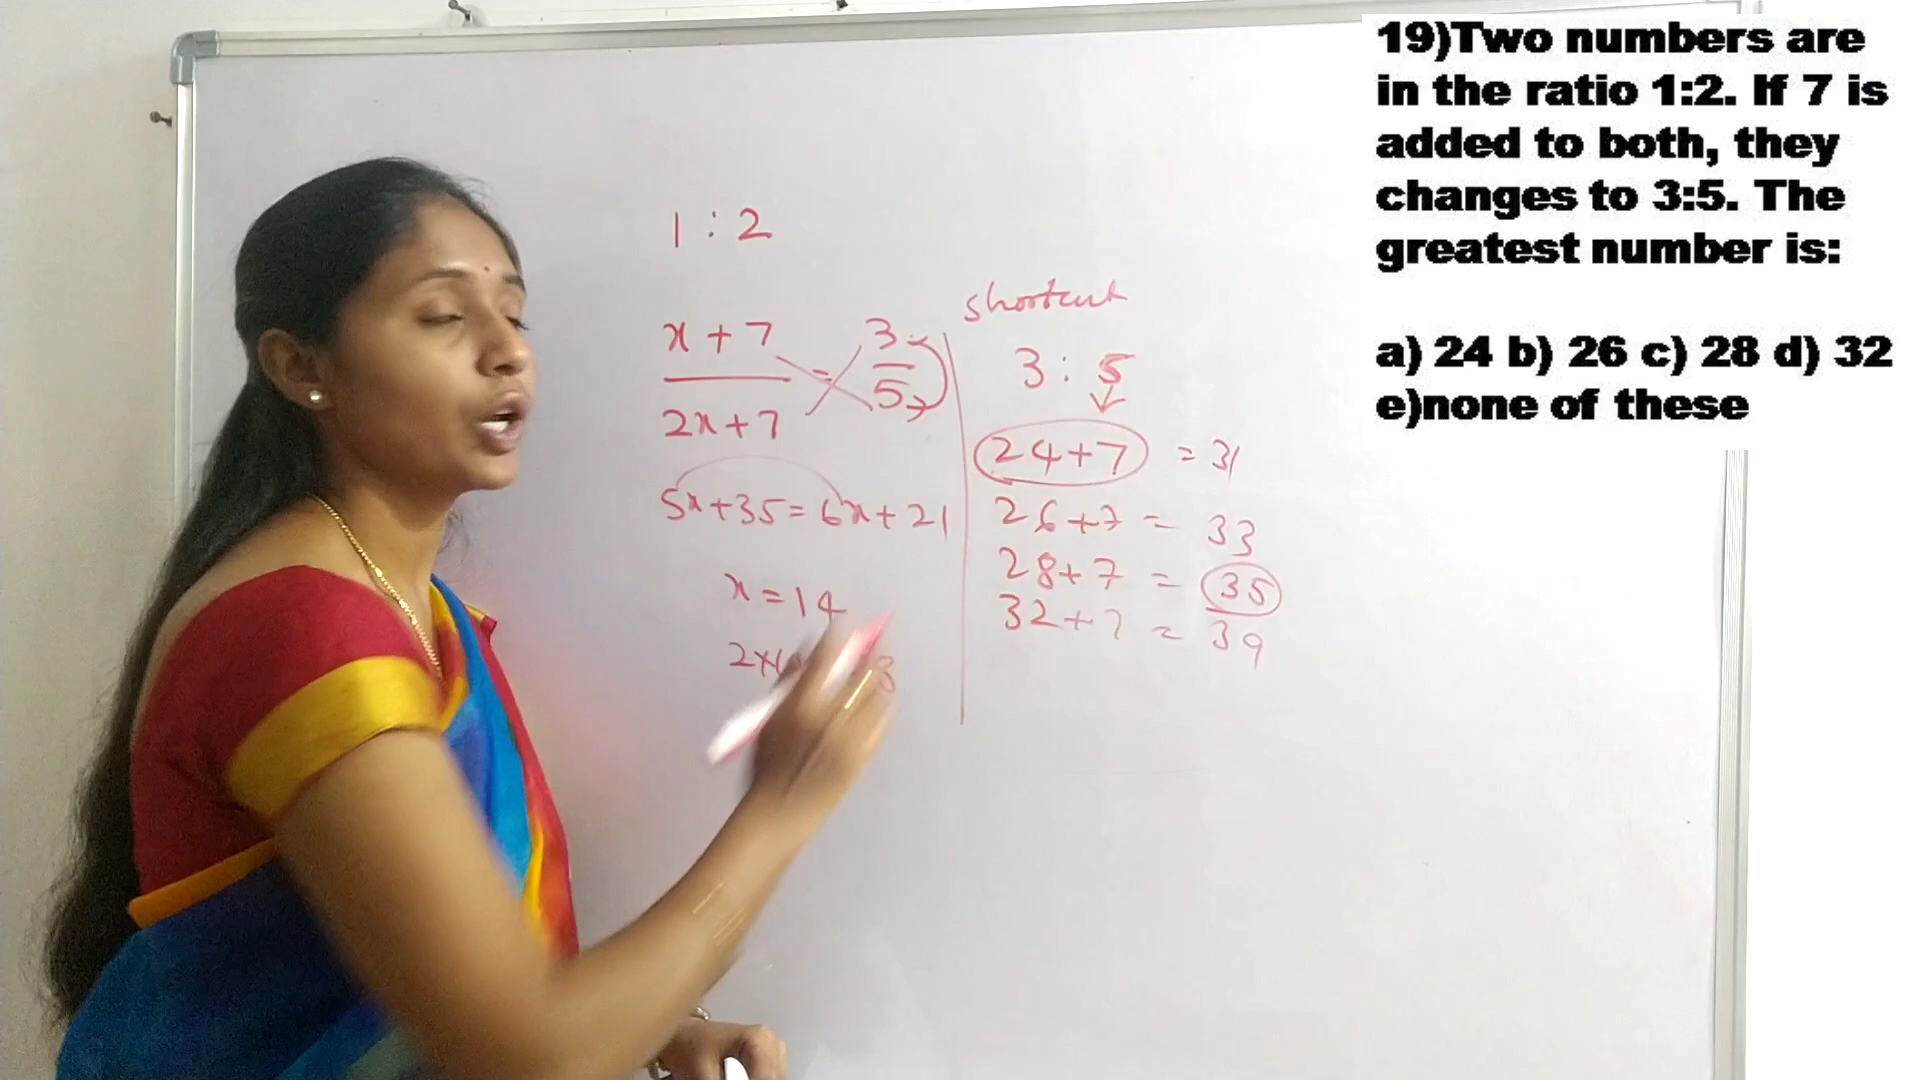 19)Two numbers are
in the ratio 1:2. If 7 is
added to both, they
changes to 3:5. The
greatest number is:
a) 24 b) 26 c) 28 d) 32
e)none of these
1 : 2
x + 7 = 3
2x + 7 5
5x + 35 = 6x + 21
x = 14
shortcut
3 : 5
24 + 7 = 31
26 + 7 = 33
28 + 7 = 35
32 + 7 = 39